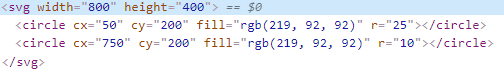 <svg width="800" height="400"> == $0
<circle cx="50" cy="200" fill="rgb(219, 92, 92)" r="25"></circle>
<circle cx="750" cy="200" fill="rgb(219, 92, 92)" r="10"></circle>
</svg>